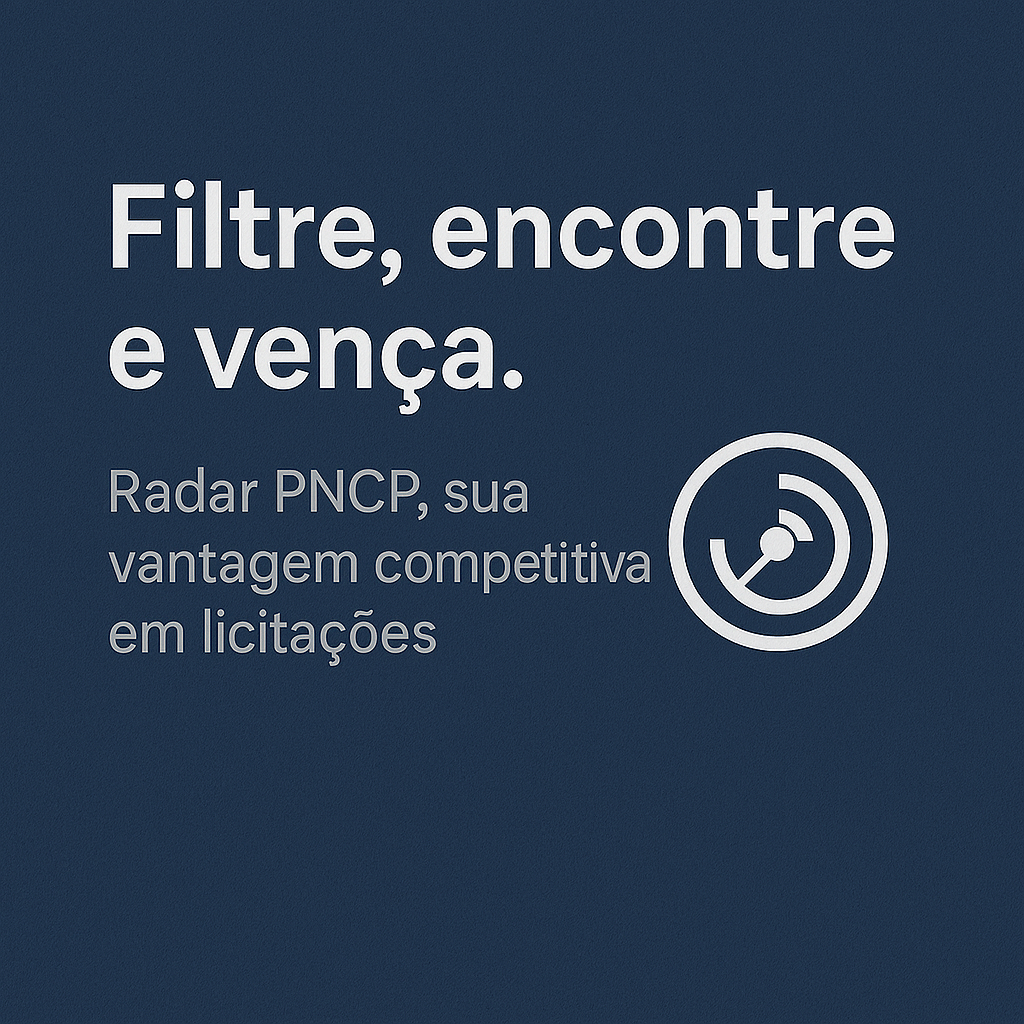 Filtre, encontre
e vença.
Radar PNCP, sua
vantagem competitiva
em licitações